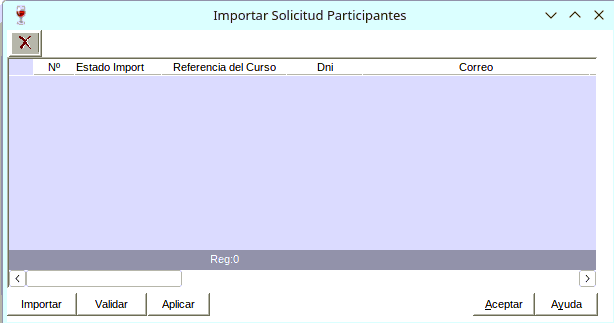 Importar Solicitud Participantes
Nº Estado Import Referencia del Curso Dni Correo
Reg:0
Importar Validar Aplicar Aceptar Ayuda